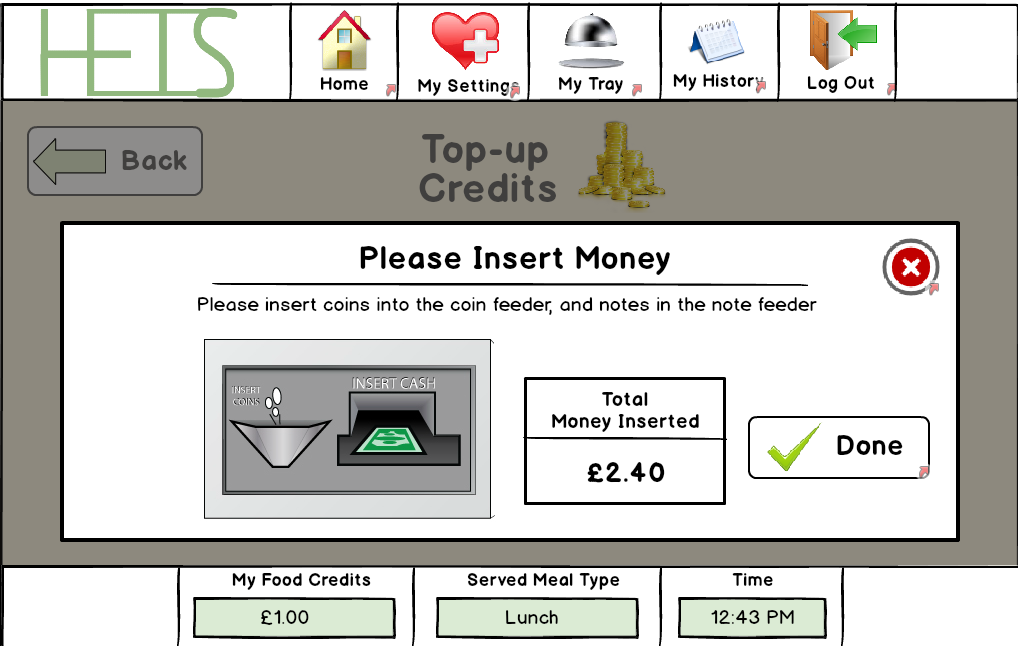 HETS
Home
My Settings
My Tray
My History
Log Out
Back
Top-up
Credits
Please Insert Money
Please insert coins into the coin feeder, and notes in the note feeder
INSERT
COINS
INSERT CASH
Total
Money Inserted
£2.40
Done
My Food Credits
Served Meal Type
Time
£1.00
Lunch
12:43 PM